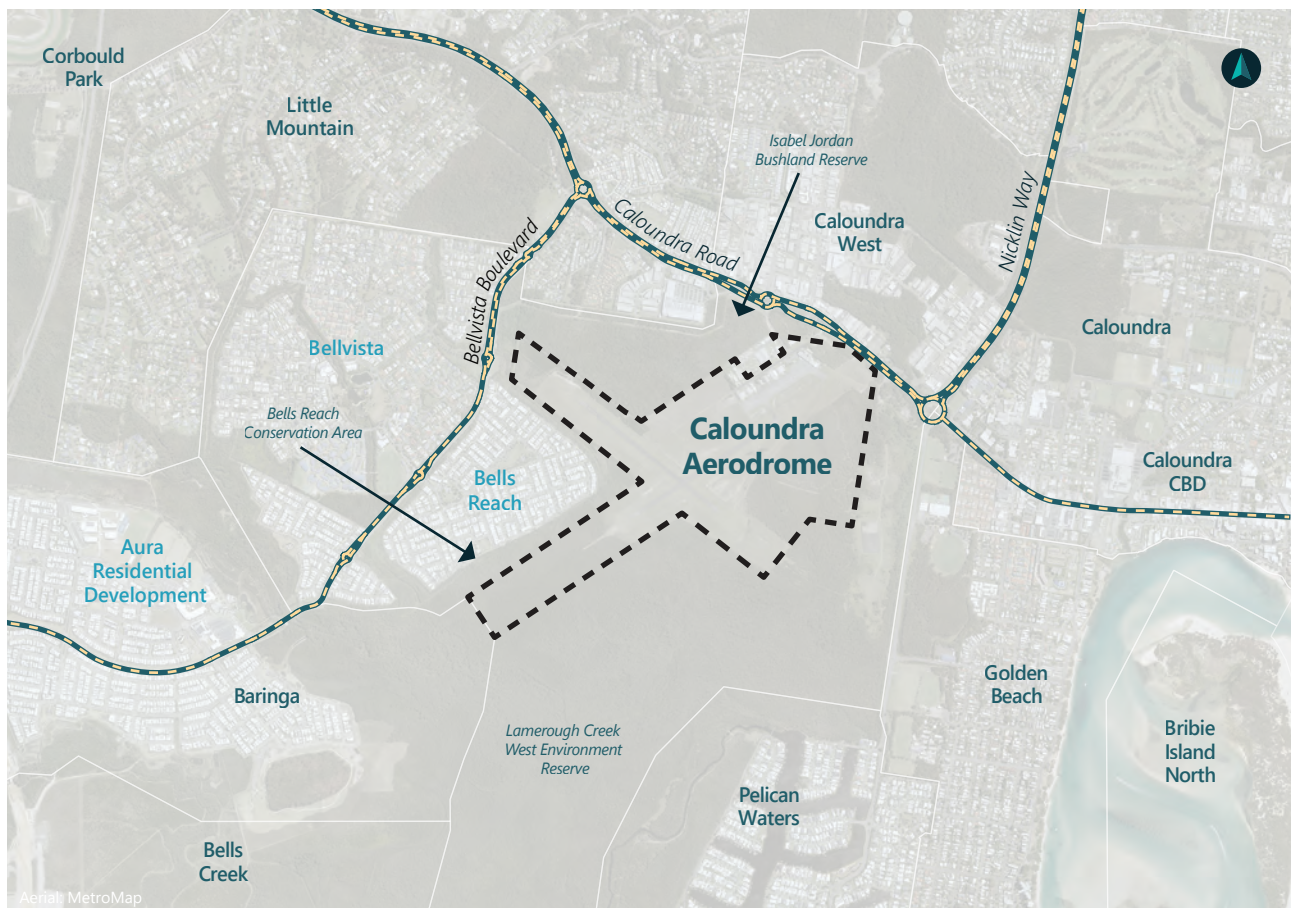 Corbould
Park
Little
Mountain
Isabel Jordan
Bushland Reserve
Caloundra Road
Caloundra
West
Nicklin Way
Bellvista Boulevard
Caloundra
Bellvista
Bells Reach
Conservation Area
Caloundra
Aerodrome
Caloundra
CBD
Bells
Reach
Aura
Residential
Development
Baringa
Golden
Beach
Lamerough Creek
West Environment
Reserve
Bribie
Island
North
Pelican
Waters
Bells
Creek
Aerial: MetroMap